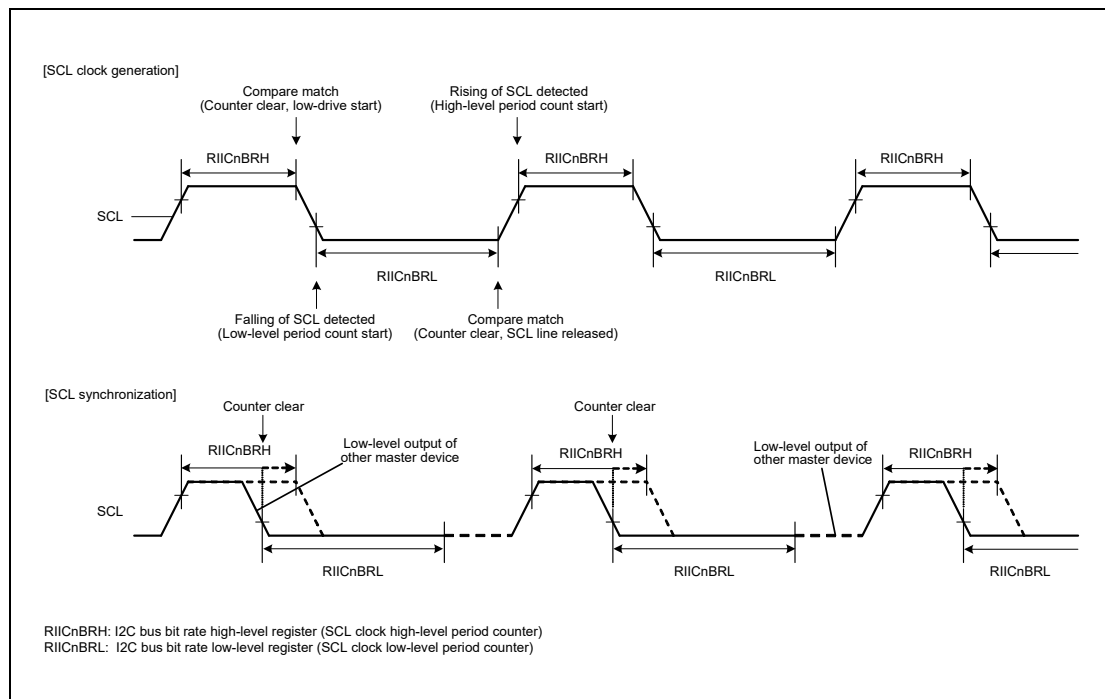 [SCL clock generation]
Compare match
(Counter clear, low-drive start)
Rising of SCL detected
(High-level period count start)
RIICnBRH
RIICnBRH
RIICnBRH
SCL
RIICnBRL
RIICnBRL
Falling of SCL detected
(Low-level period count start)
Compare match
(Counter clear, SCL line released)
[SCL synchronization]
Counter clear
Counter clear
RIICnBRH
Low-level output of
other master device
RIICnBRH
Low-level output of
other master device
RIICnBRH
SCL
RIICnBRL
RIICnBRL
RIICnBRL
RIICnBRH: I2C bus bit rate high-level register (SCL clock high-level period counter)
RIICnBRL: I2C bus bit rate low-level register (SCL clock low-level period counter)